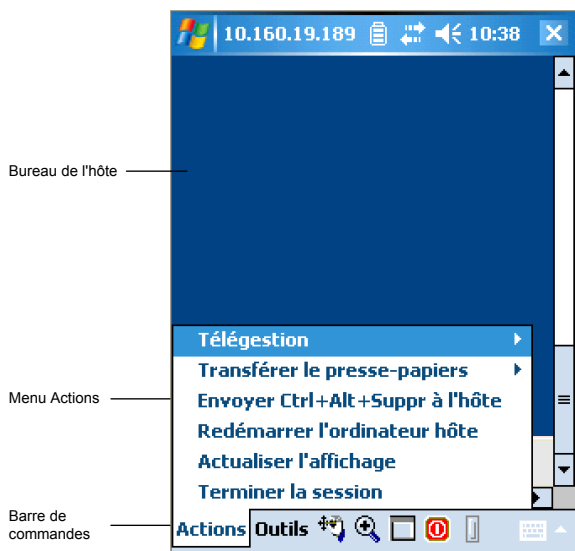 10.160.19.189 10:38
Bureau de l'hôte
Télégestion
Transférer le presse-papiers
Menu Actions
Envoyer Ctrl+Alt+Suppr à l'hôte
Redémarrer l'ordinateur hôte
Actualiser l'affichage
Terminer la session
Barre de
commandes
Actions Outils